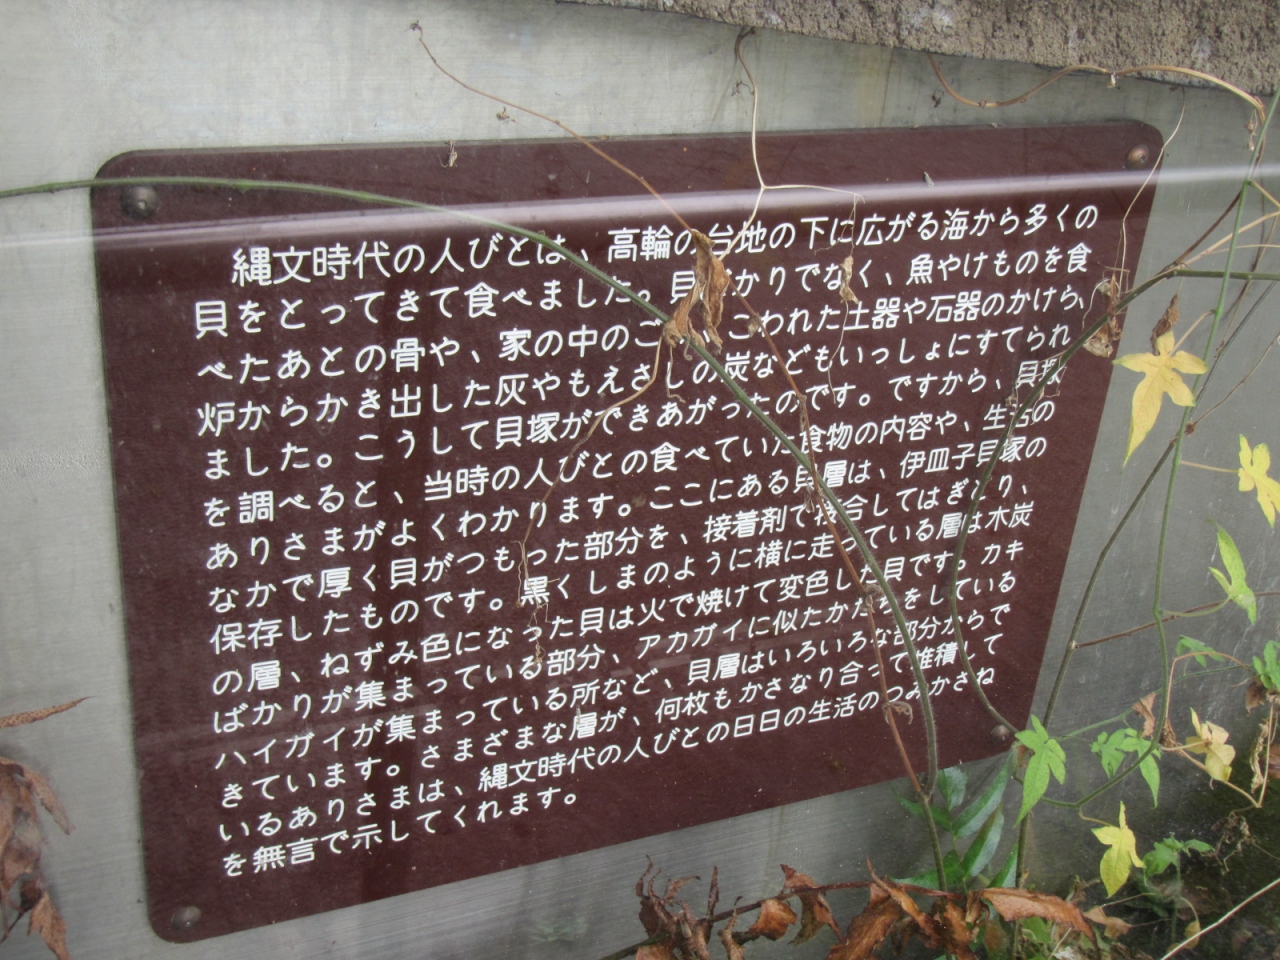 縄文時代の人びとは、高輪の台地の下に広がる海から多くの
貝をとってきて食べました。貝ばかりでなく、魚やけものを食
べたあとの骨や、家の中のご こわれた土器や石器のかけら、
炉からかき出した灰やもえさしの炭などもいっしょにすてられ
ました。こうして貝塚ができあがったのです。ですから、貝塚
を調べると、当時の人びとの食べていた食物の内容や、生活の
ありさまがよくわかります。ここにある貝層は、伊皿子貝塚の
なかで厚く貝がつもった部分を、接着剤で接合してはぎとり、
保存したものです。黒くしまのように横に走っている層は木炭
の層、ねずみ色になった貝は火で焼けて変色した貝です。カキ
ばかりが集まっている部分、アカガイに似たかたちをしている
ハイガイが集まっている所など、貝層はいろいろな部分からで
きています。さまざまな層が、何枚もかさなり合って堆積して
いるありさまは、縄文時代の人びとの日日の生活のつみかさね
を無言で示してくれます。